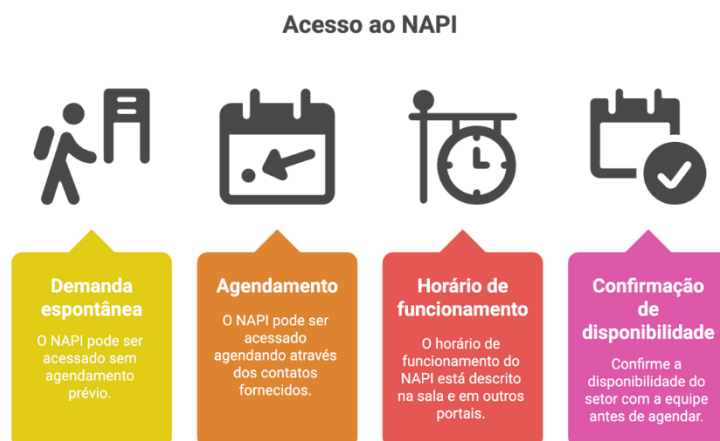 Acesso ao NAPI
Demanda
espontânea
O NAPI pode ser
acessado sem
agendamento
prévio.
Agendamento
O NAPI pode ser
acessado
agendando através
dos contatos
fornecidos.
Horário de
funcionamento
O horário de
funcionamento do
NAPI está descrito
na sala e em outros
portais.
Confirmação
de
disponibilidade
Confirme a
disponibilidade do
setor com a equipe
antes de agendar.